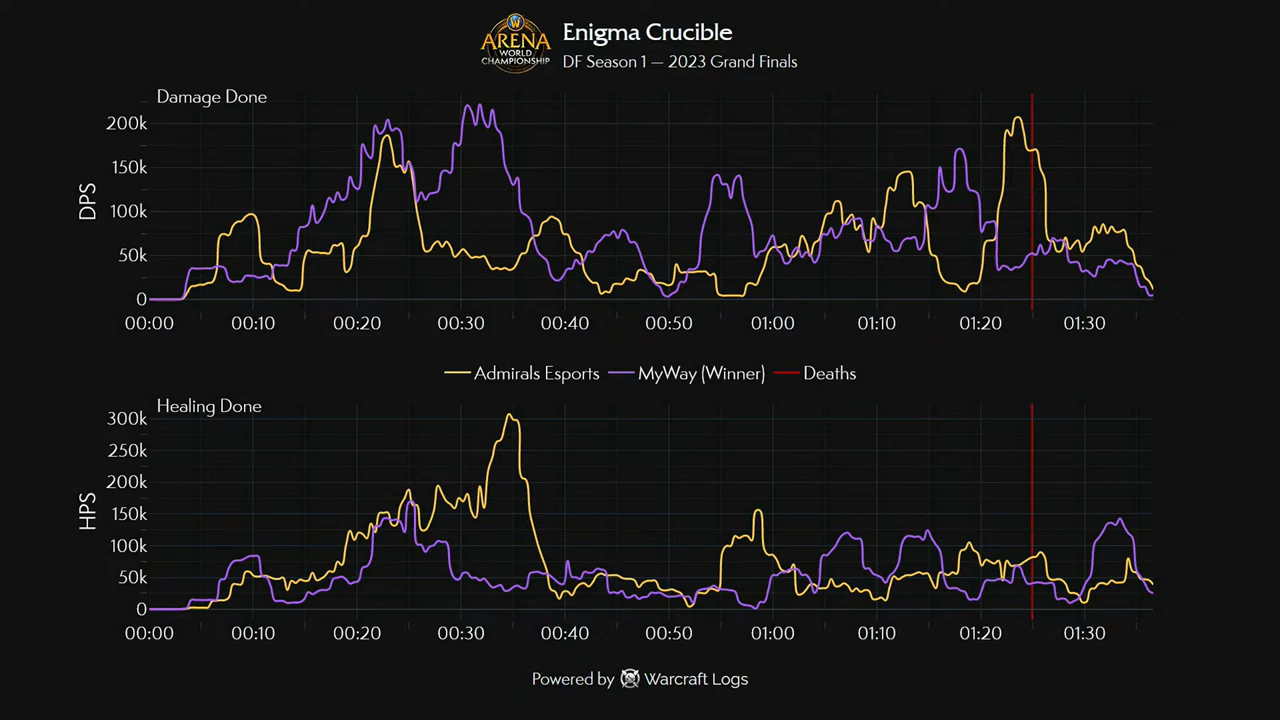 W
ARENA
WORLD
CHAMPIONSHIP
Enigma Crucible
DF Season 1 — 2023 Grand Finals
Damage Done
DPS
200k
150k
100k
50k
0
00:00 00:10 00:20 00:30 00:40 00:50 01:00 01:10 01:20 01:30
Admirals Esports MyWay (Winner) Deaths
Healing Done
HPS
300k
250k
200k
150k
100k
50k
0
00:00 00:10 00:20 00:30 00:40 00:50 01:00 01:10 01:20 01:30
Powered by Warcraft Logs